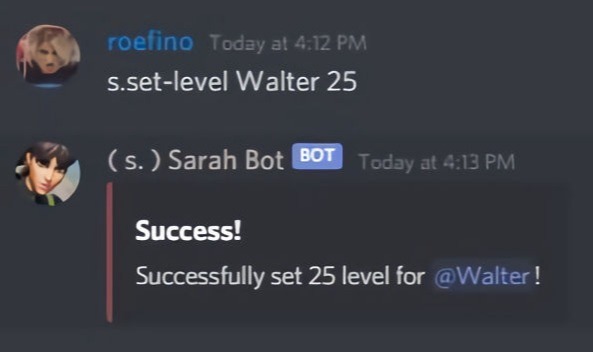 roefino Today at 4:12 PM
s.set-level Walter 25
( s. ) Sarah Bot BOT Today at 4:13 PM
Success!
Successfully set 25 level for @Walter!